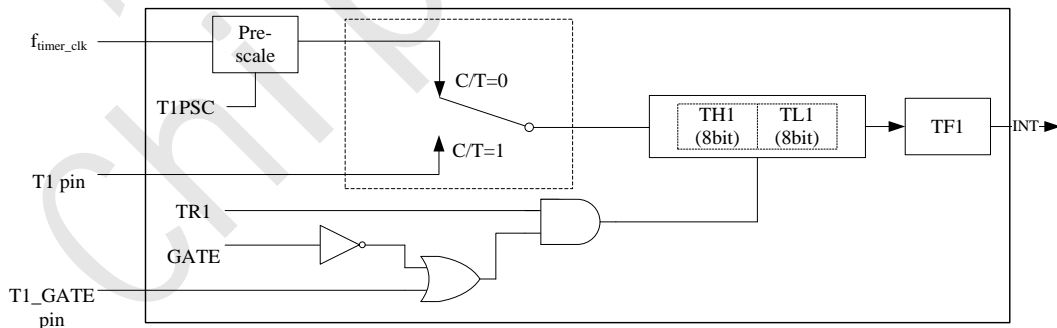 f_timer_clk
Pre-
scale
C/T=0
T1PSC
TH1
(8bit)
TL1
(8bit)
TF1
INT
C/T=1
T1 pin
TR1
GATE
T1_GATE
pin